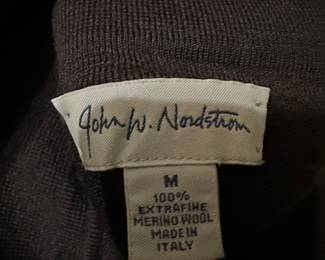 John W. Nordstrom
M
100%
EXTRAFINE
MERINO WOOL
MADE IN
ITALY